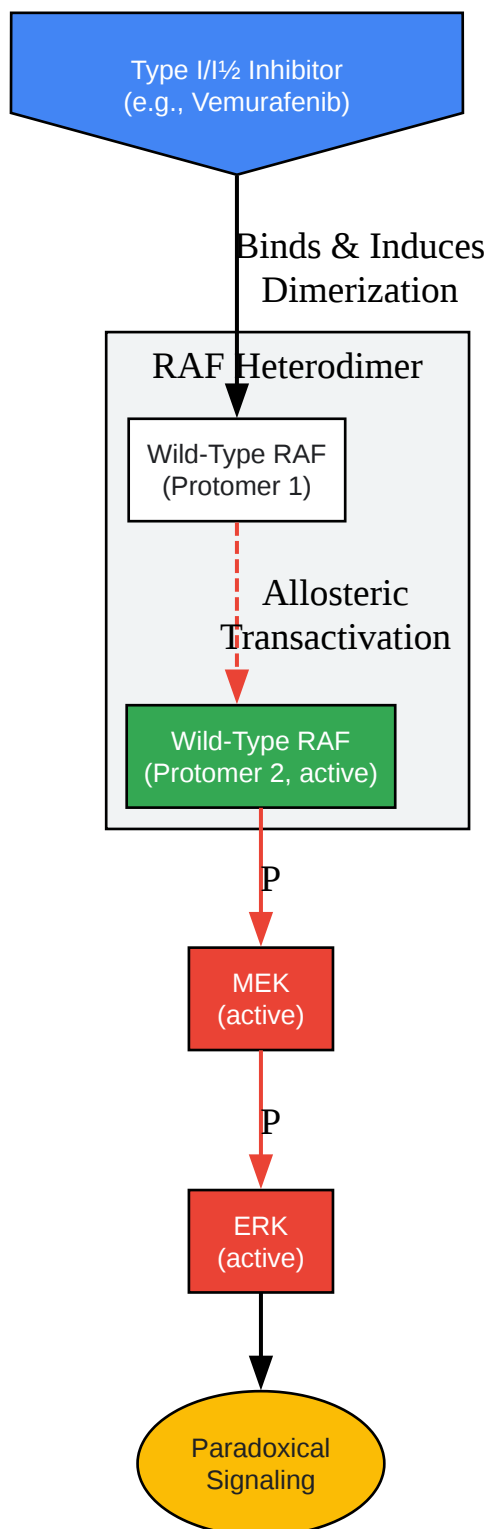 Type I/I½ Inhibitor
(e.g., Vemurafenib)
Binds & Induces
Dimerization
RAF Heterodimer
Wild-Type RAF
(Protomer 1)
Allosteric
Transactivation
Wild-Type RAF
(Protomer 2, active)
P
MEK
(active)
P
ERK
(active)
Paradoxical
Signaling